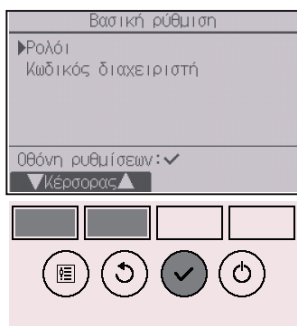 Βασική ρύθμιση
▶Ρολόι
Κωδικός διαχειριστή
Οθόνη ρυθμίσεων:✓
▼Κέρσορας▲